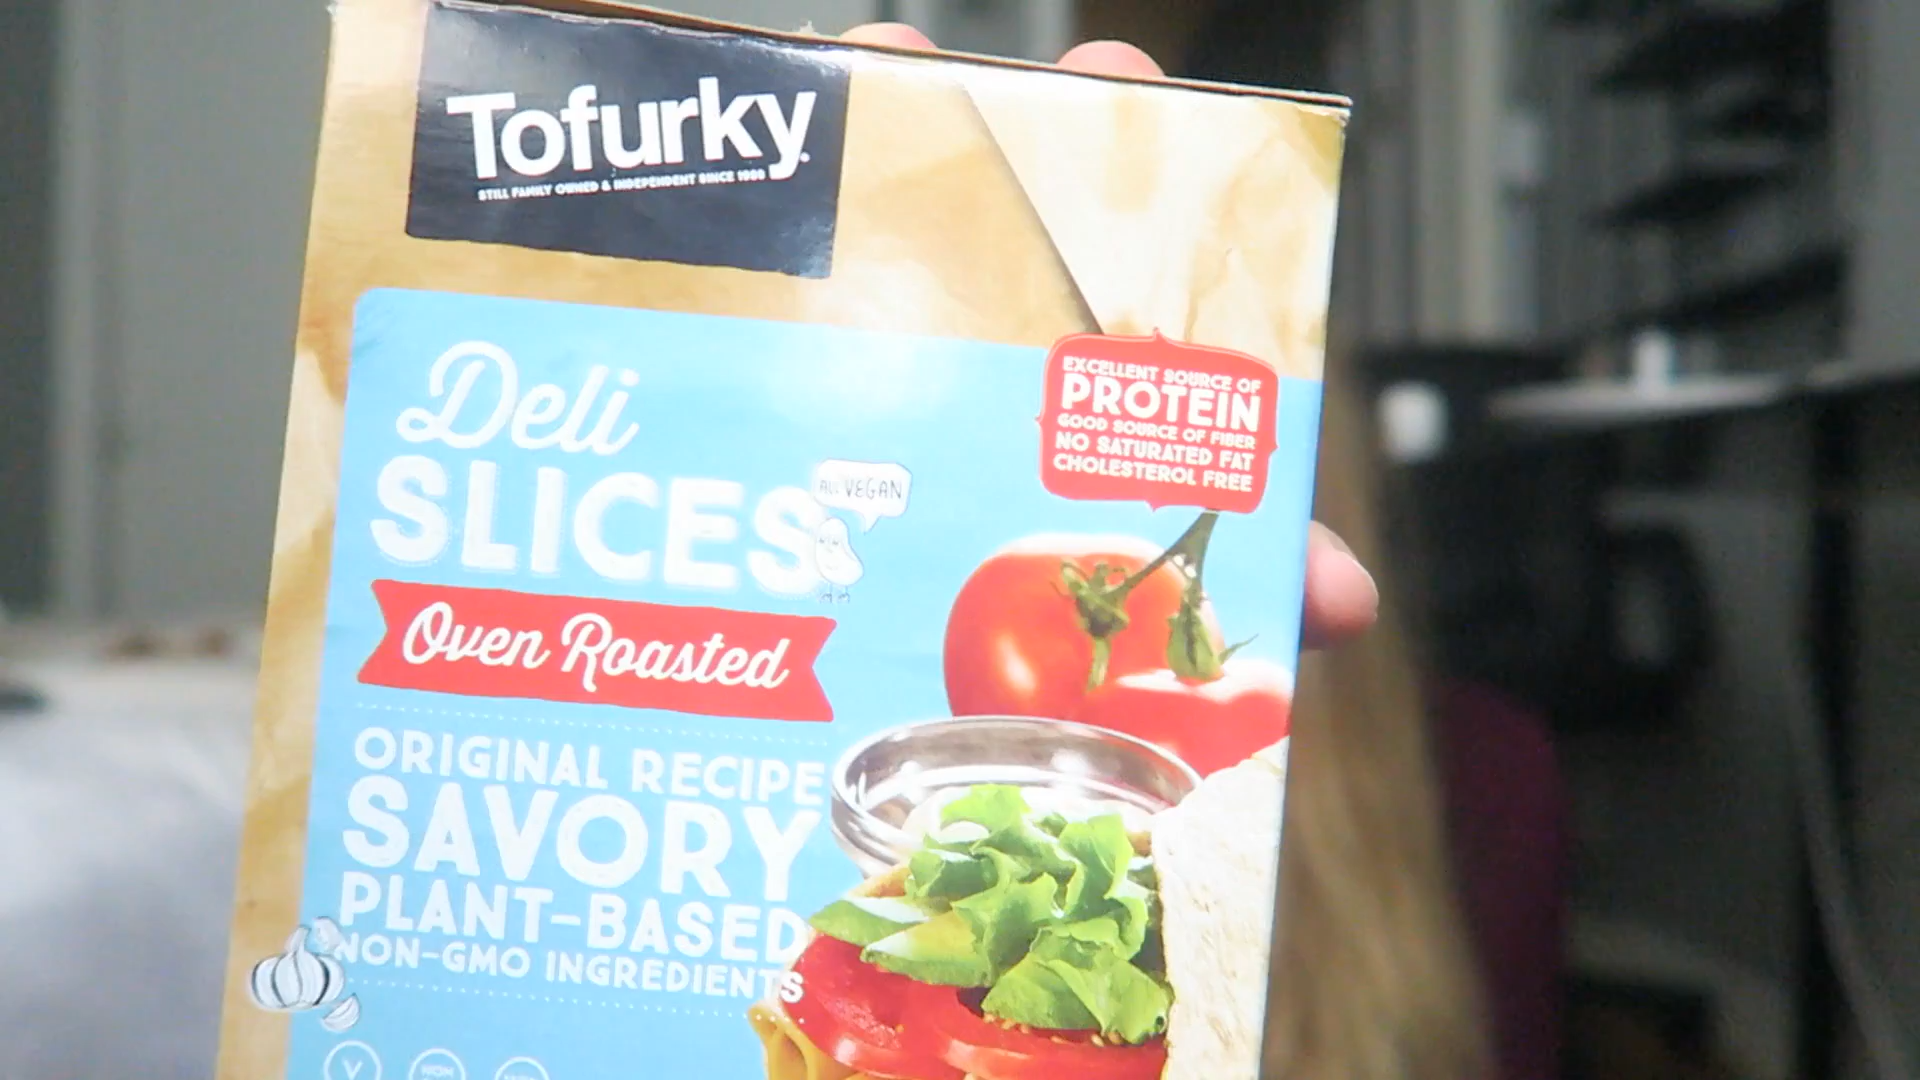 Tofurky
STILL FAMILY OWNED & INDEPENDENT SINCE 1980
Deli
SLICES
ALL VEGAN
Oven Roasted
ORIGINAL RECIPE
SAVORY
PLANT-BASED
NON-GMO INGREDIENTS
EXCELLENT SOURCE OF
PROTEIN
GOOD SOURCE OF FIBER
NO SATURATED FAT
CHOLESTEROL FREE
V
NON